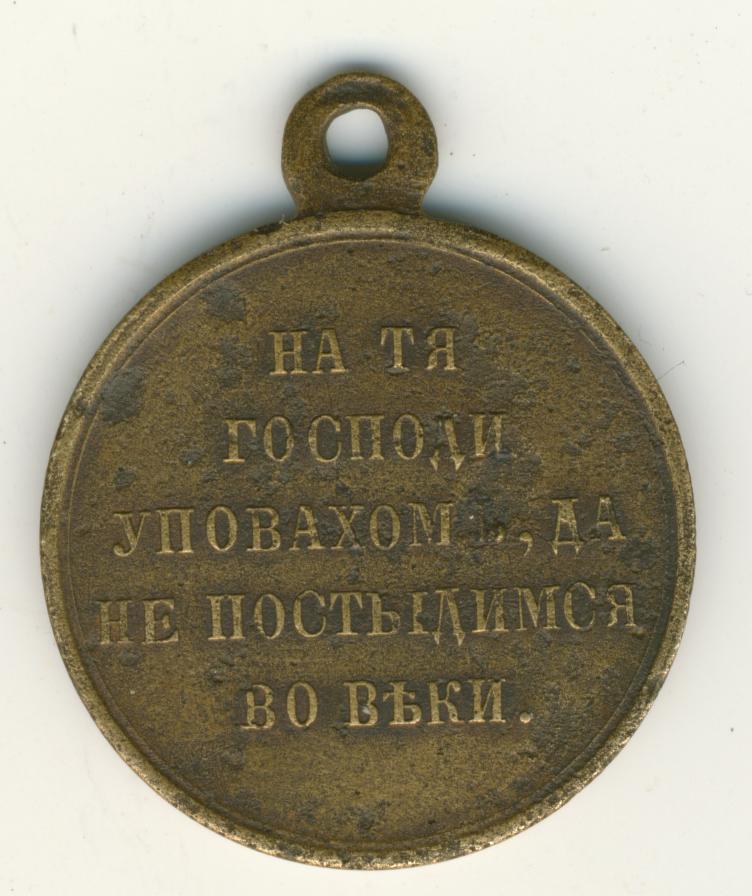 НА ТЯ
ГОСПОДИ
УПОВАХОМЪ, ДА
НЕ ПОСТЫДИМСЯ
ВО ВѢКИ.